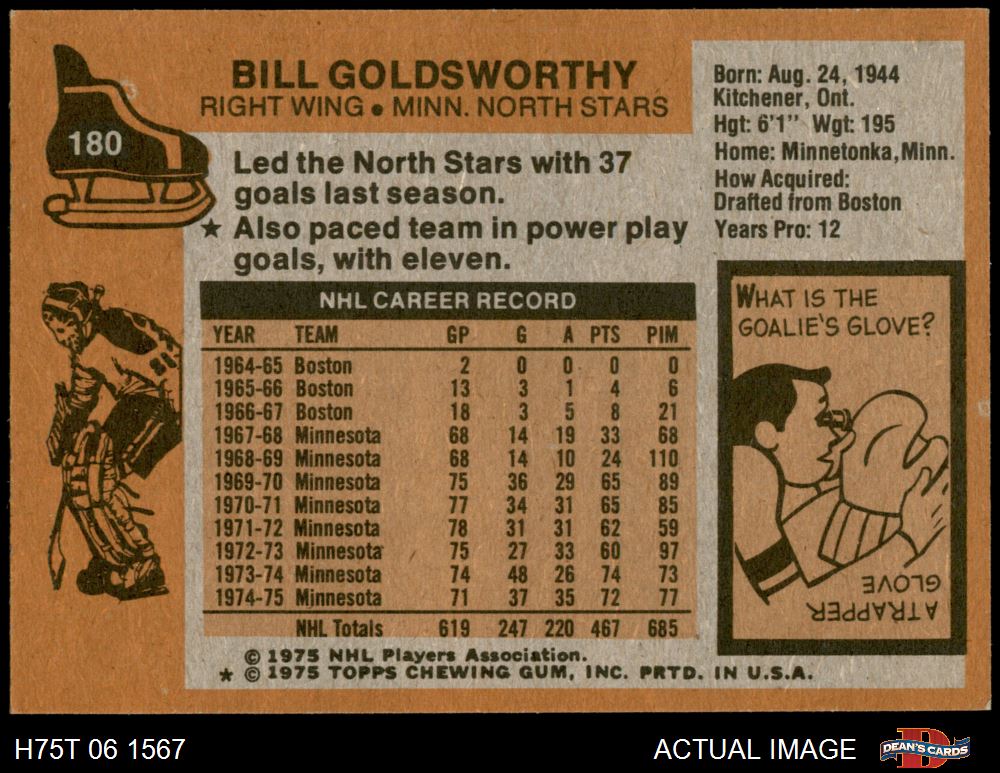 BILL GOLDSWORTHY
RIGHT WING • MINN. NORTH STARS
180
Led the North Stars with 37
goals last season.
★ Also paced team in power play
goals, with eleven.
Born: Aug. 24, 1944
Kitchener, Ont.
Hgt: 6'1" Wgt: 195
Home: Minnetonka, Minn.
How Acquired:
Drafted from Boston
Years Pro: 12
NHL CAREER RECORD
YEAR TEAM GP G A PTS PIM
1964-65 Boston 2 0 0 0 0
1965-66 Boston 13 3 1 4 6
1966-67 Boston 18 3 5 8 21
1967-68 Minnesota 68 14 19 33 68
1968-69 Minnesota 68 14 10 24 110
1969-70 Minnesota 75 36 29 65 89
1970-71 Minnesota 77 34 31 65 85
1971-72 Minnesota 78 31 31 62 59
1972-73 Minnesota 75 27 33 60 97
1973-74 Minnesota 74 48 26 74 73
1974-75 Minnesota 71 37 35 72 77
NHL Totals 619 247 220 467 685
WHAT IS THE
GOALIE'S GLOVE?
A TRAPPER
GLOVE
© 1975 NHL Players Association.
★ © 1975 TOPPS CHEWING GUM, INC. PRTD. IN U.S.A.
H75T 06 1567
ACTUAL IMAGE
DEAN'S CARDS